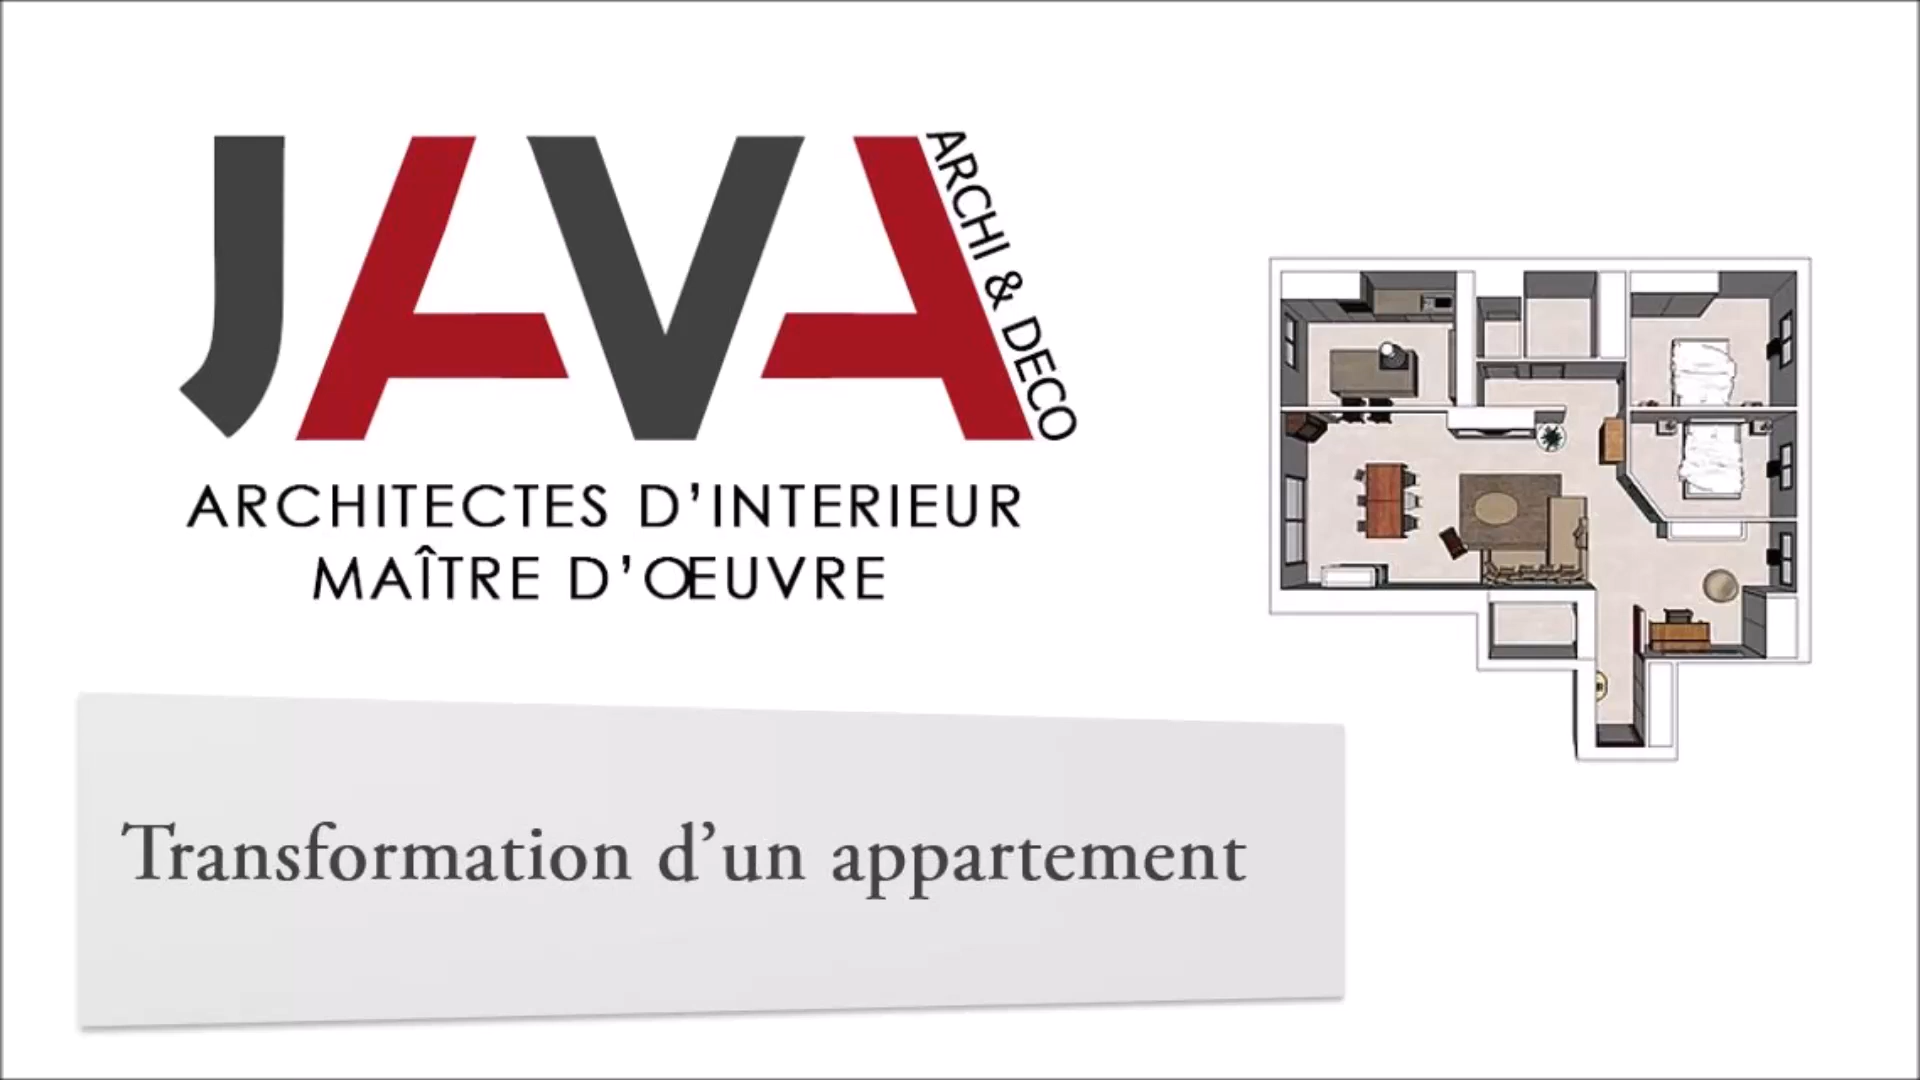 JAVA
ARCHI & DECO
ARCHITECTES D’INTERIEUR
MAÎTRE D’ŒUVRE
Transformation d’un appartement